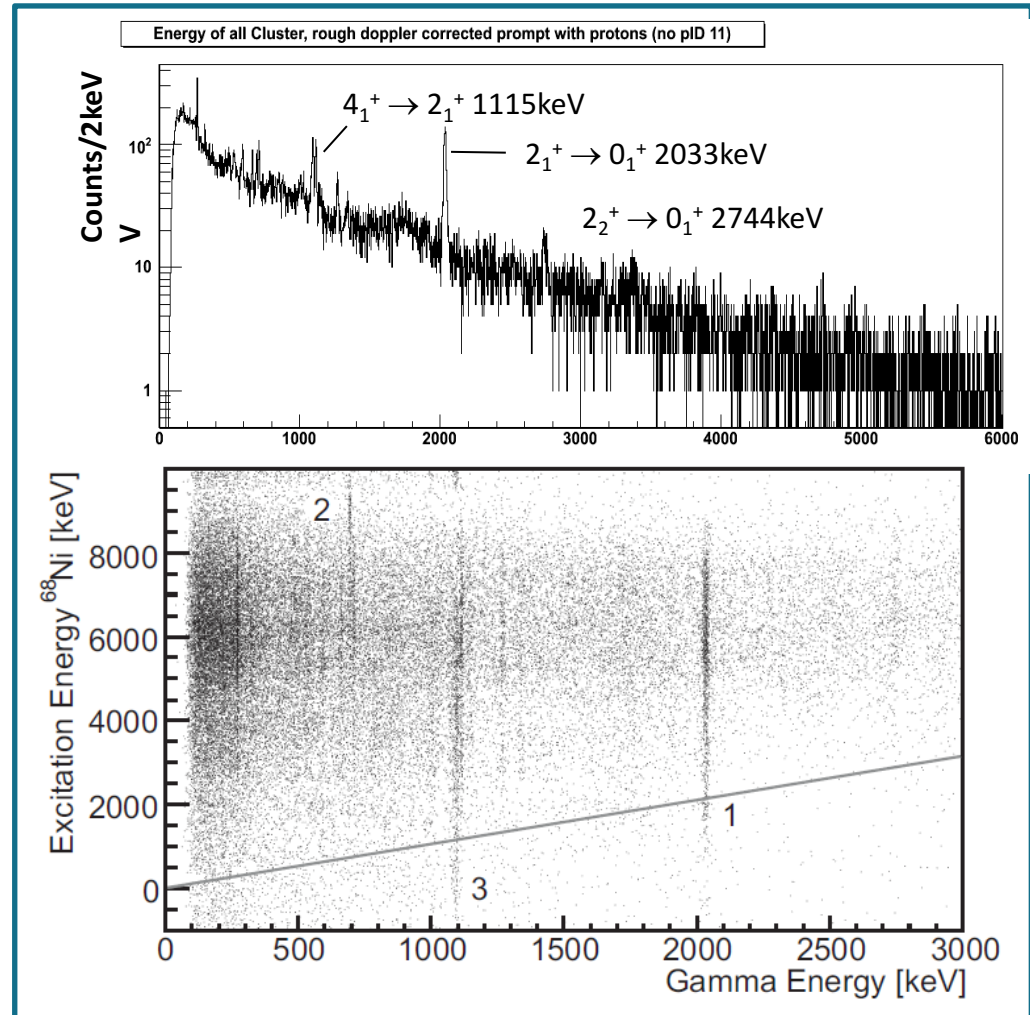 Energy of all Cluster, rough doppler corrected prompt with protons (no pID 11)
Counts/2keV
V
10²
10
1
4₁⁺ → 2₁⁺ 1115keV
2₁⁺ → 0₁⁺ 2033keV
2₂⁺ → 0₁⁺ 2744keV
0 1000 2000 3000 4000 5000 6000
Excitation Energy ⁶⁸Ni [keV]
8000
6000
4000
2000
0
2
1
3
0 500 1000 1500 2000 2500 3000
Gamma Energy [keV]